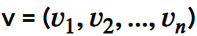 v = (v₁, v₂, ..., vₙ)